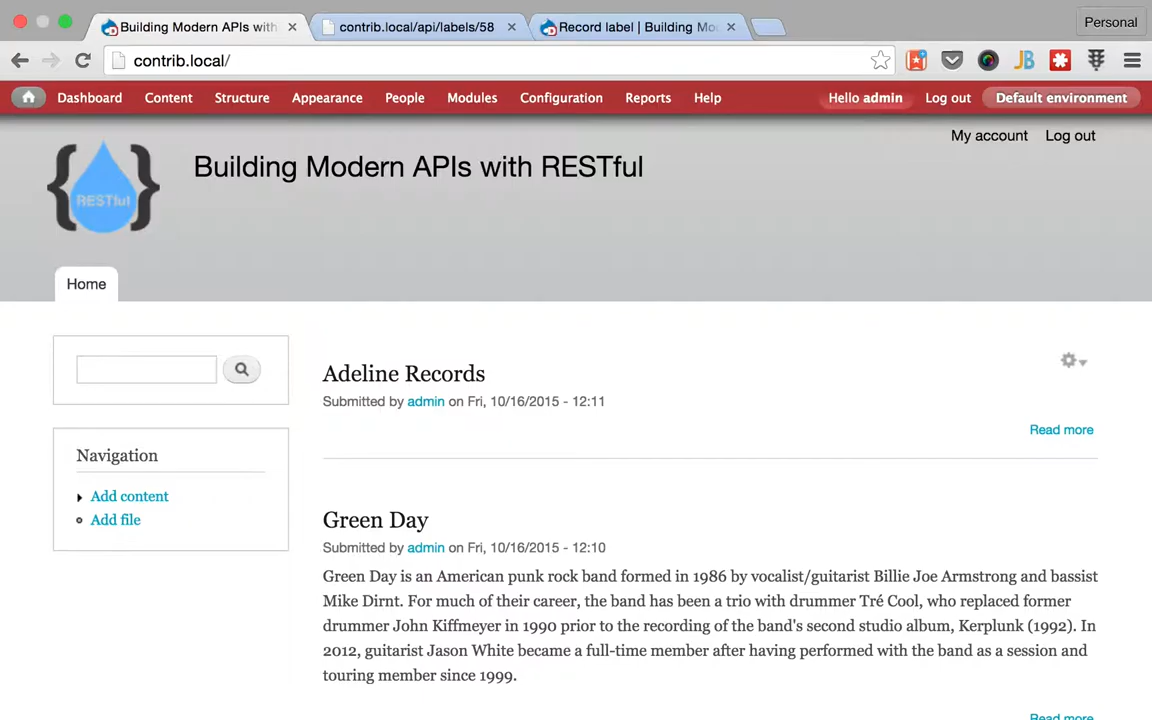 Building Modern APIs with
contrib.local/api/labels/58
Record label | Building Mo
Personal
contrib.local/
JB
Dashboard Content Structure Appearance People Modules Configuration Reports Help Hello admin Log out Default environment
My account Log out
RESTful
Building Modern APIs with RESTful
Home
Adeline Records
Submitted by admin on Fri, 10/16/2015 - 12:11
Read more
Navigation
Add content
Add file
Green Day
Submitted by admin on Fri, 10/16/2015 - 12:10
Green Day is an American punk rock band formed in 1986 by vocalist/guitarist Billie Joe Armstrong and bassist
Mike Dirnt. For much of their career, the band has been a trio with drummer Tré Cool, who replaced former
drummer John Kiffmeyer in 1990 prior to the recording of the band's second studio album, Kerplunk (1992). In
2012, guitarist Jason White became a full-time member after having performed with the band as a session and
touring member since 1999.
Read more